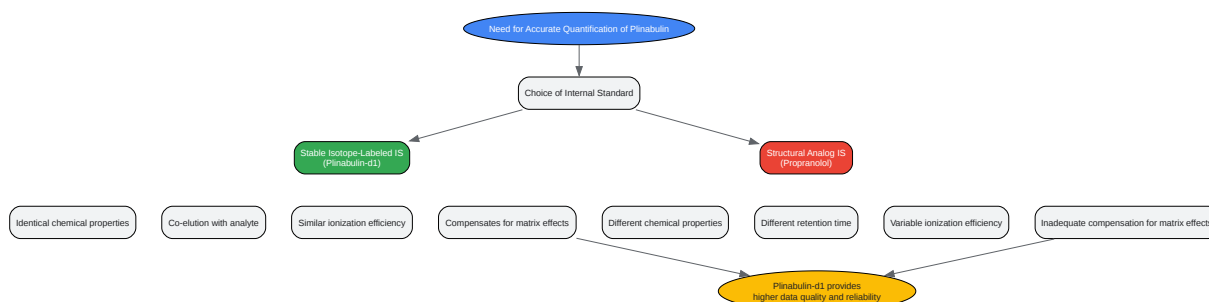 Need for Accurate Quantification of Plinabulin
Choice of Internal Standard
Stable Isotope-Labeled IS
(Plinabulin-d1)
Structural Analog IS
(Propranolol)
Identical chemical properties
Co-elution with analyte
Similar ionization efficiency
Compensates for matrix effects
Different chemical properties
Different retention time
Variable ionization efficiency
Inadequate compensation for matrix effects
Plinabulin-d1 provides
higher data quality and reliability